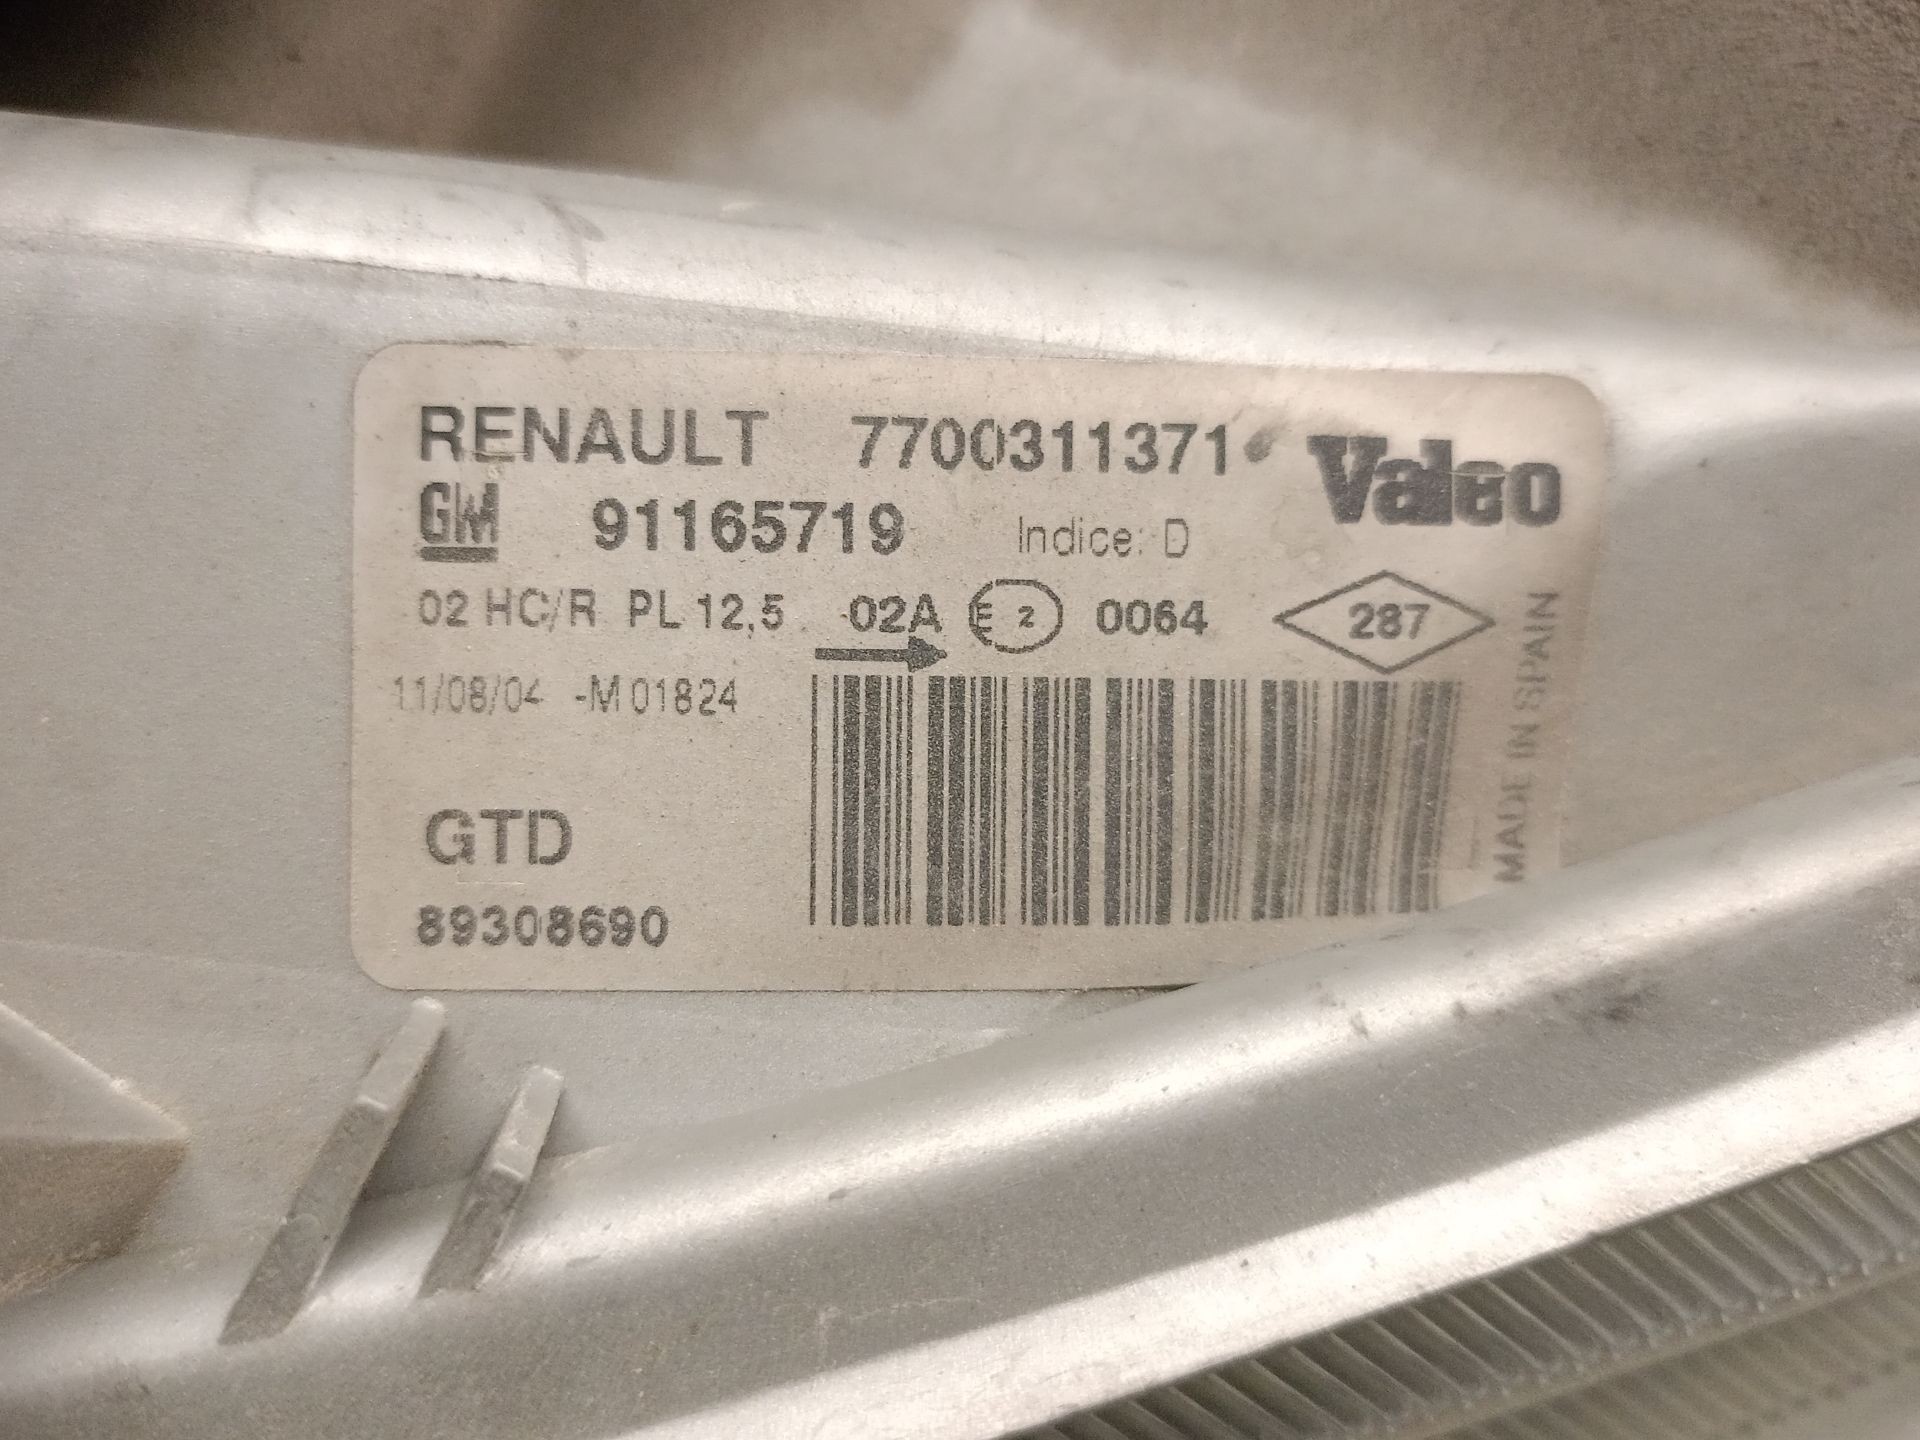 RENAULT 7700311371 Valeo
GM 91165719 Indice: D
02 HC/R PL 12,5 02A E 2 0064 287
11/08/04 -M 01824
GTD
89308690
MADE IN SPAIN